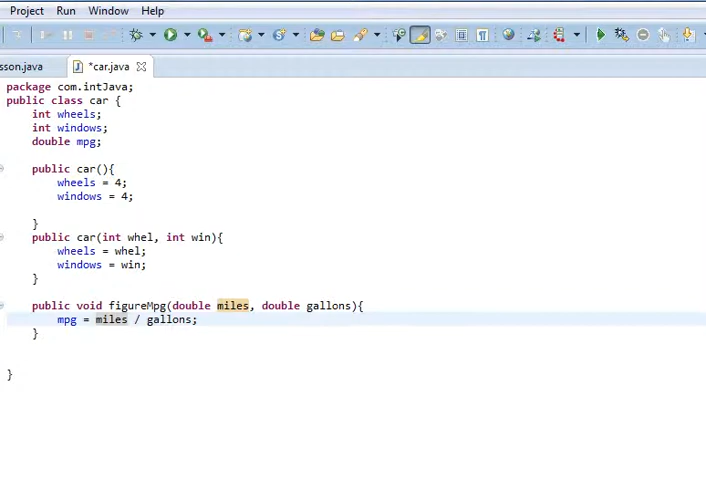 Project Run Window Help
sson.java *car.java
package com.intJava;
public class car {
int wheels;
int windows;
double mpg;
public car(){
wheels = 4;
windows = 4;
}
public car(int whel, int win){
wheels = whel;
windows = win;
}
public void figureMpg(double miles, double gallons){
mpg = miles / gallons;
}
}